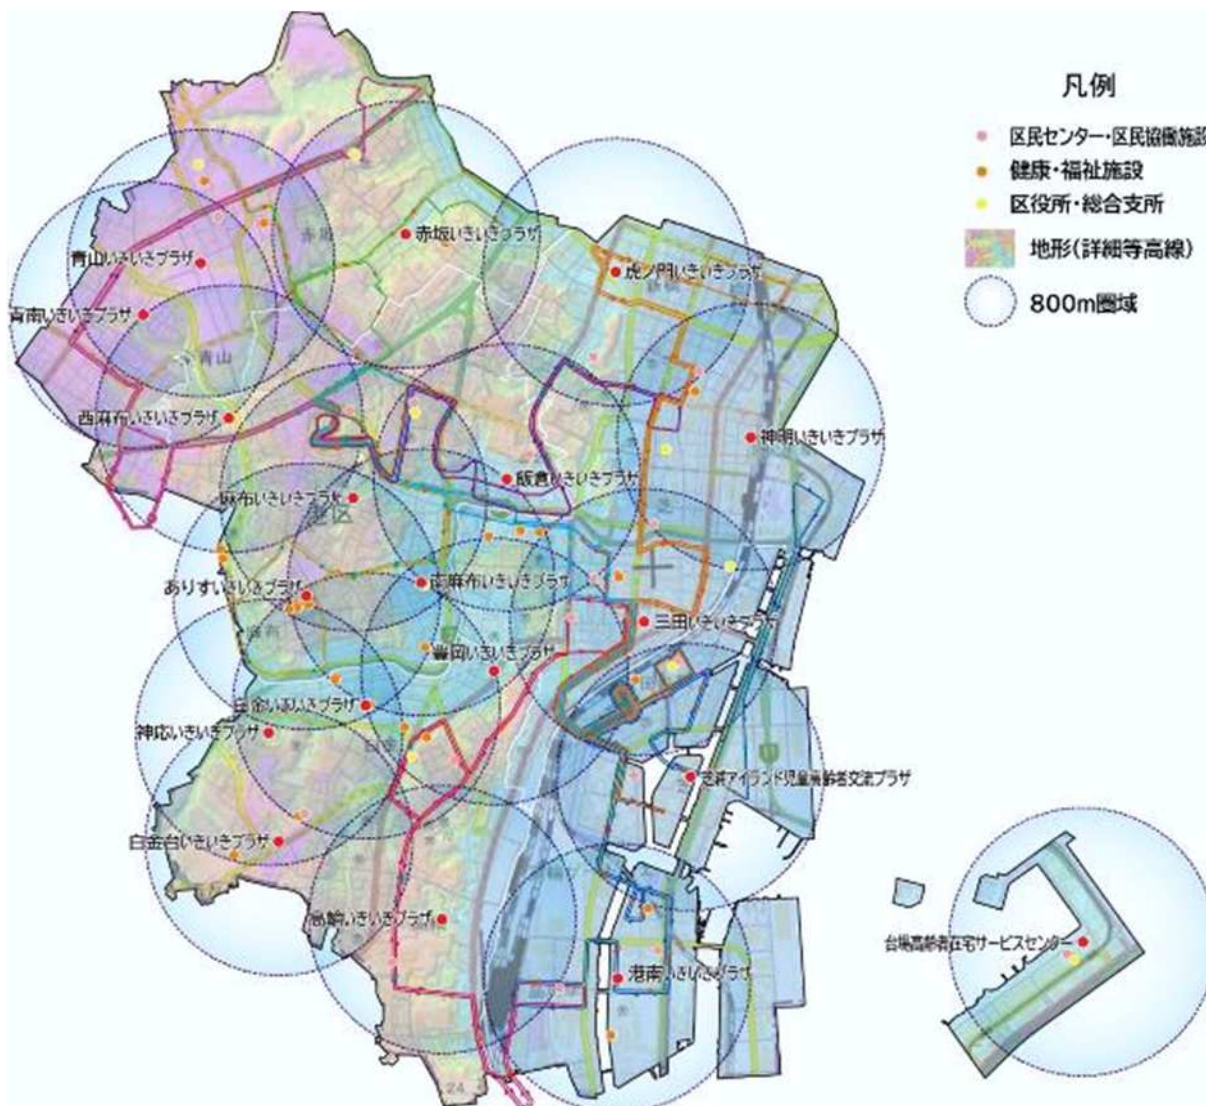 凡例
区民センター・区民協働施設
健康・福祉施設
区役所・総合支所
地形(詳細等高線)
800m圏域
赤坂いきいきプラザ
赤坂
青山いきいきプラザ
虎ノ門いきいきプラザ
青南いきいきプラザ
青山
西麻布いきいきプラザ
神明いきいきプラザ
飯倉いきいきプラザ
麻布いきいきプラザ
港区
芝
南麻布いきいきプラザ
ありすいきいきプラザ
三田いきいきプラザ
豊岡いきいきプラザ
白金いきいきプラザ
神応いきいきプラザ
芝浦アイランド児童高齢者交流プラザ
白金台いきいきプラザ
高輪いきいきプラザ
台場高齢者在宅サービスセンター
港南いきいきプラザ
24